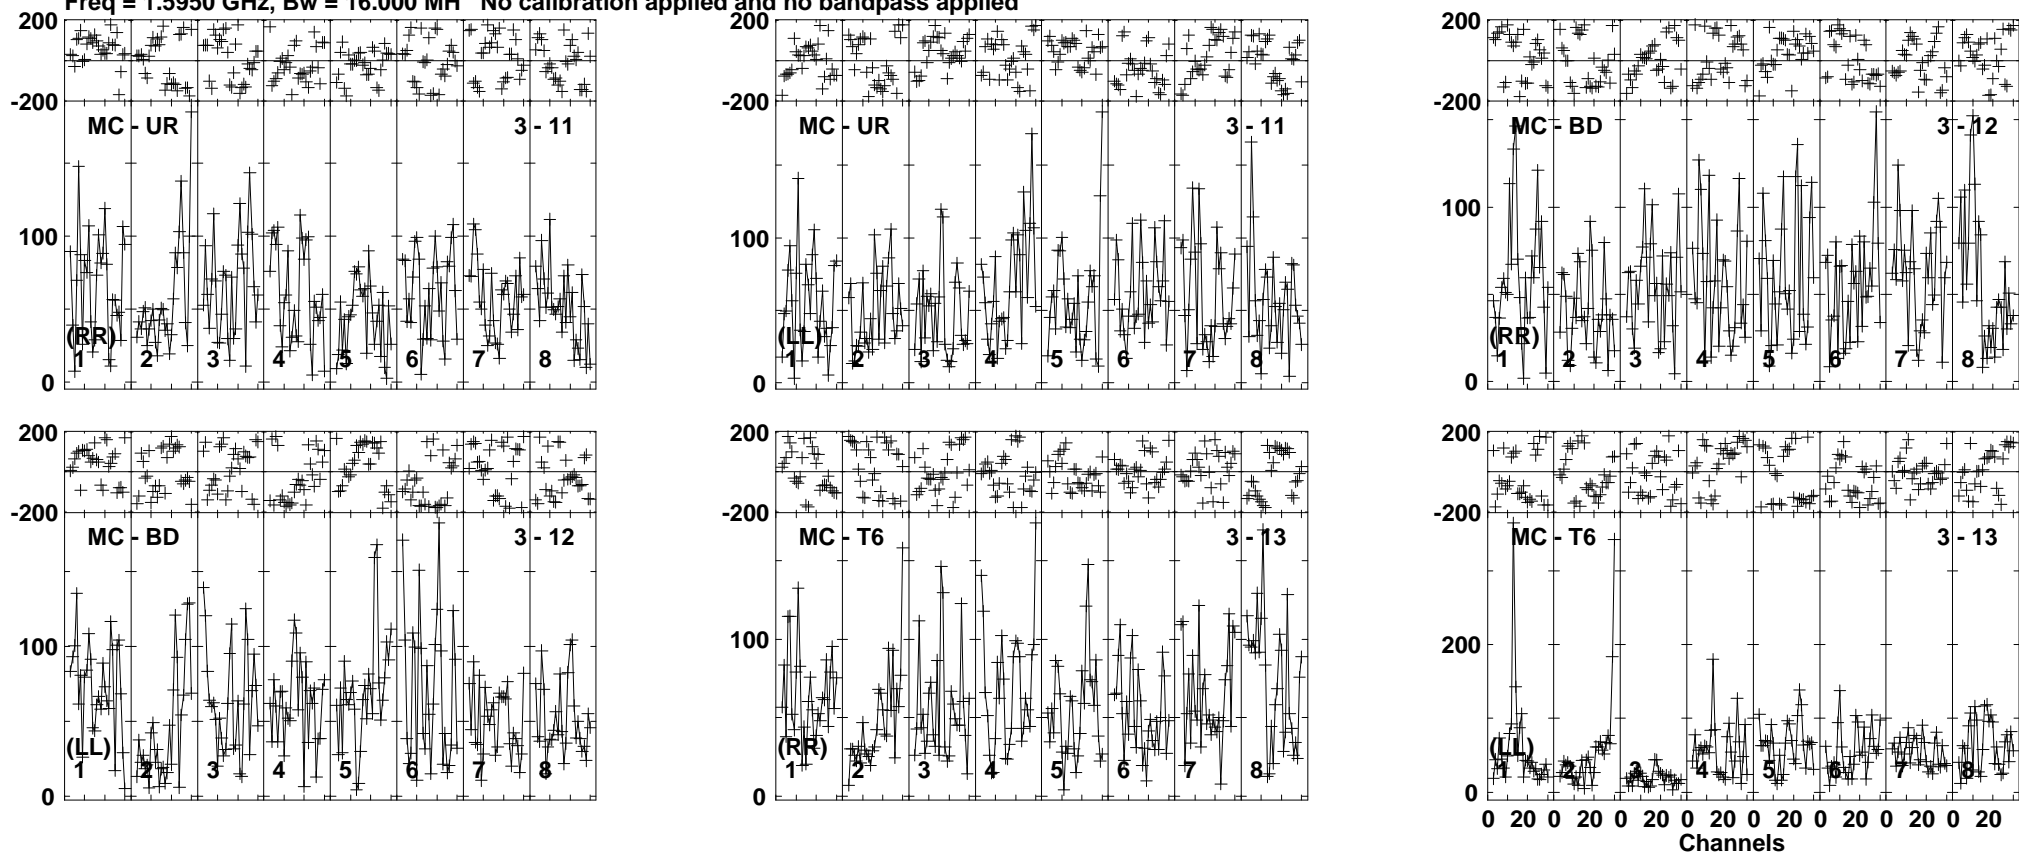 Freq = 1.5950 GHz, Bw = 16.000 MH No calibration applied and no bandpass applied
200
-200
MC - UR 3 - 11
100
(RR)
1 2 3 4 5 6 7 8
0
200
-200
MC - UR 3 - 11
100
(LL)
1 2 3 4 5 6 7 8
0
200
-200
MC - BD 3 - 12
100
(RR)
1 2 3 4 5 6 7 8
0
200
-200
MC - BD 3 - 12
100
(LL)
1 2 3 4 5 6 7 8
0
200
-200
MC - T6 3 - 13
100
(RR)
1 2 3 4 5 6 7 8
0
200
-200
MC - T6 3 - 13
200
(LL)
1 2 3 4 5 6 7 8
0
0 20 0 20 0 20 0 20 0 20 0 20 0 20 0 20
Channels